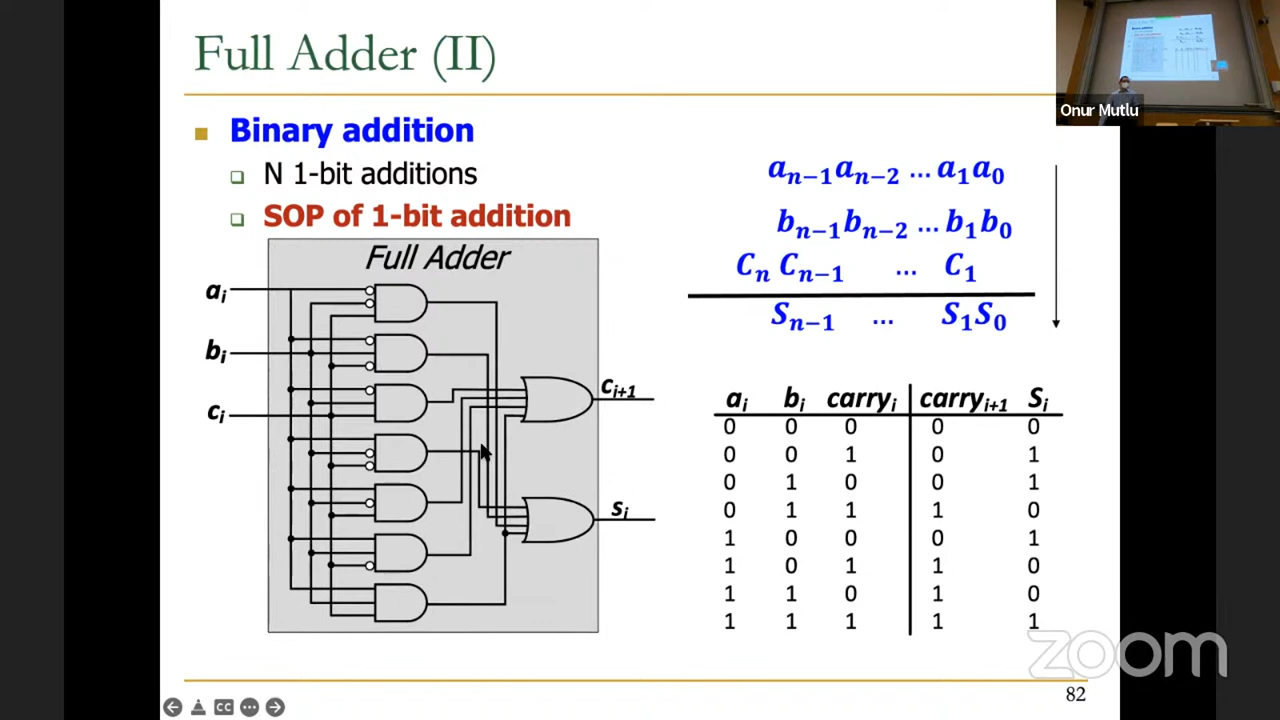 Full Adder (II)
Onur Mutlu
Binary addition
N 1-bit additions
SOP of 1-bit addition
Full Adder
aᵢ
bᵢ
cᵢ
cᵢ₊₁
sᵢ
aₙ₋₁aₙ₋₂ … a₁a₀
bₙ₋₁bₙ₋₂ … b₁b₀
Cₙ Cₙ₋₁ … C₁
Sₙ₋₁ … S₁S₀
aᵢ bᵢ carryᵢ carryᵢ₊₁ Sᵢ
0 0 0 0 0
0 0 1 0 1
0 1 0 0 1
0 1 1 1 0
1 0 0 0 1
1 0 1 1 0
1 1 0 1 0
1 1 1 1 1
zoom
82
CC